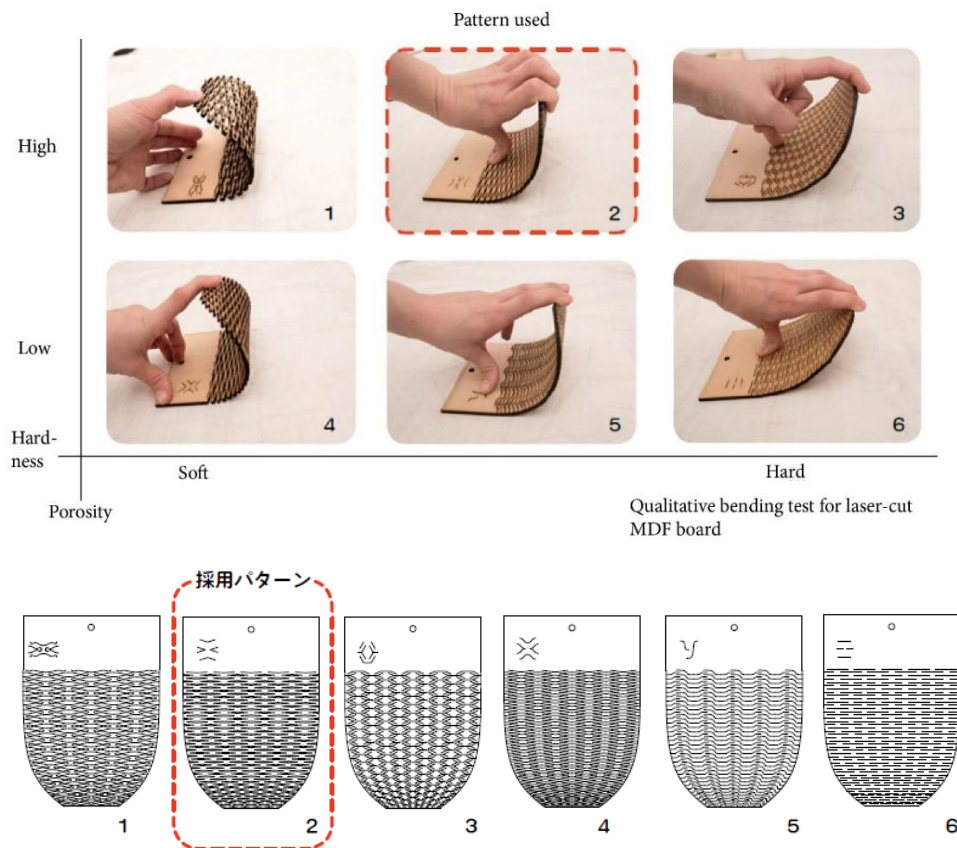 Pattern used
High
1
2
3
Low
4
5
6
Hard-
ness
Soft
Hard
Porosity
Qualitative bending test for laser-cut
MDF board
採用パターン
1
2
3
4
5
6